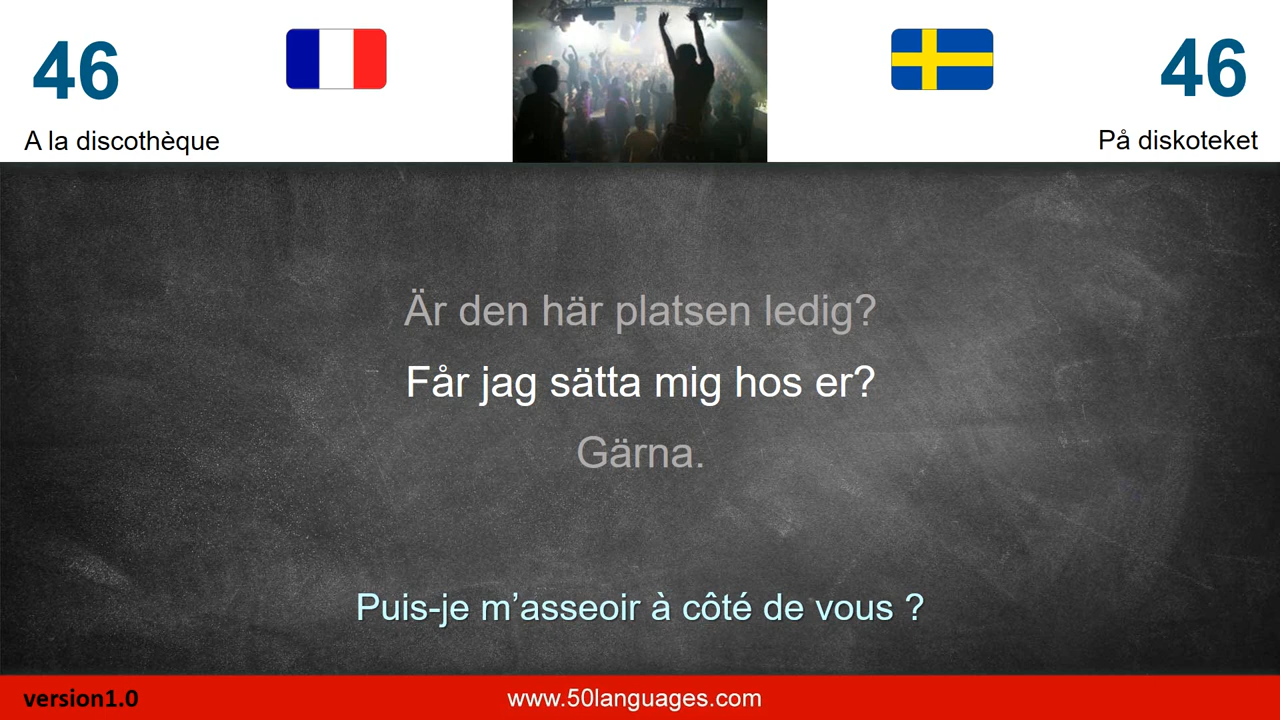 46
46
A la discothèque
På diskoteket
Är den här platsen ledig?
Får jag sätta mig hos er?
Gärna.
Puis-je m’asseoir à côté de vous ?
version1.0
www.50languages.com